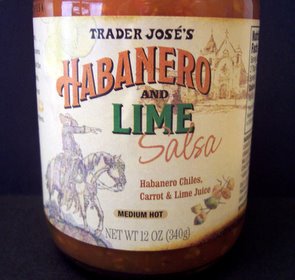 TRADER JOSÉ'S
HABANERO
AND
LIME
Salsa
Habanero Chiles,
Carrot & Lime Juice
MEDIUM HOT
NET WT 12 OZ (340g)